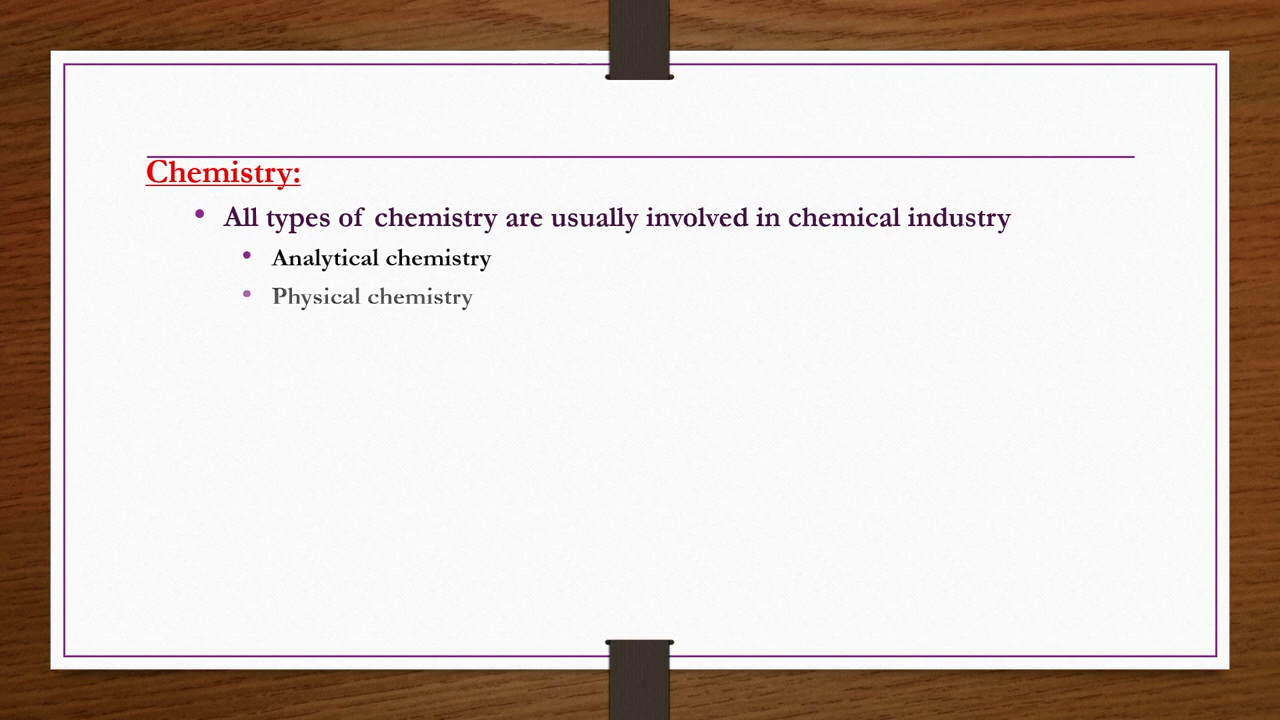 Chemistry:
• All types of chemistry are usually involved in chemical industry
• Analytical chemistry
• Physical chemistry